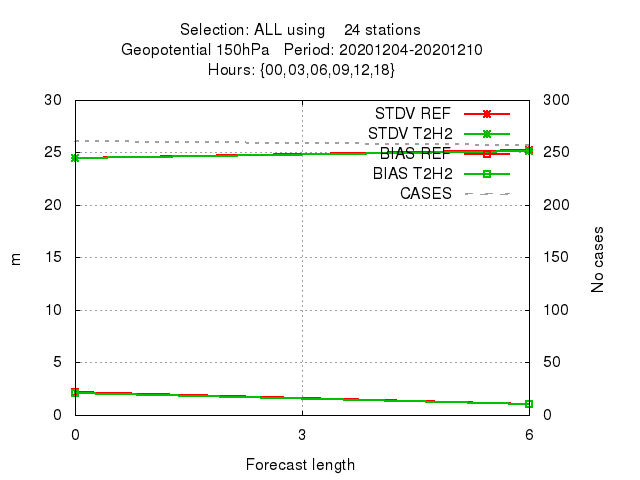 Selection: ALL using    24 stations
Geopotential 150hPa   Period: 20201204-20201210
Hours: {00,03,06,09,12,18}
30
25
20
15
10
5
0
m
STDV REF
STDV T2H2
BIAS REF
BIAS T2H2
CASES
300
250
200
150
100
50
0
No cases
0 3 6
Forecast length